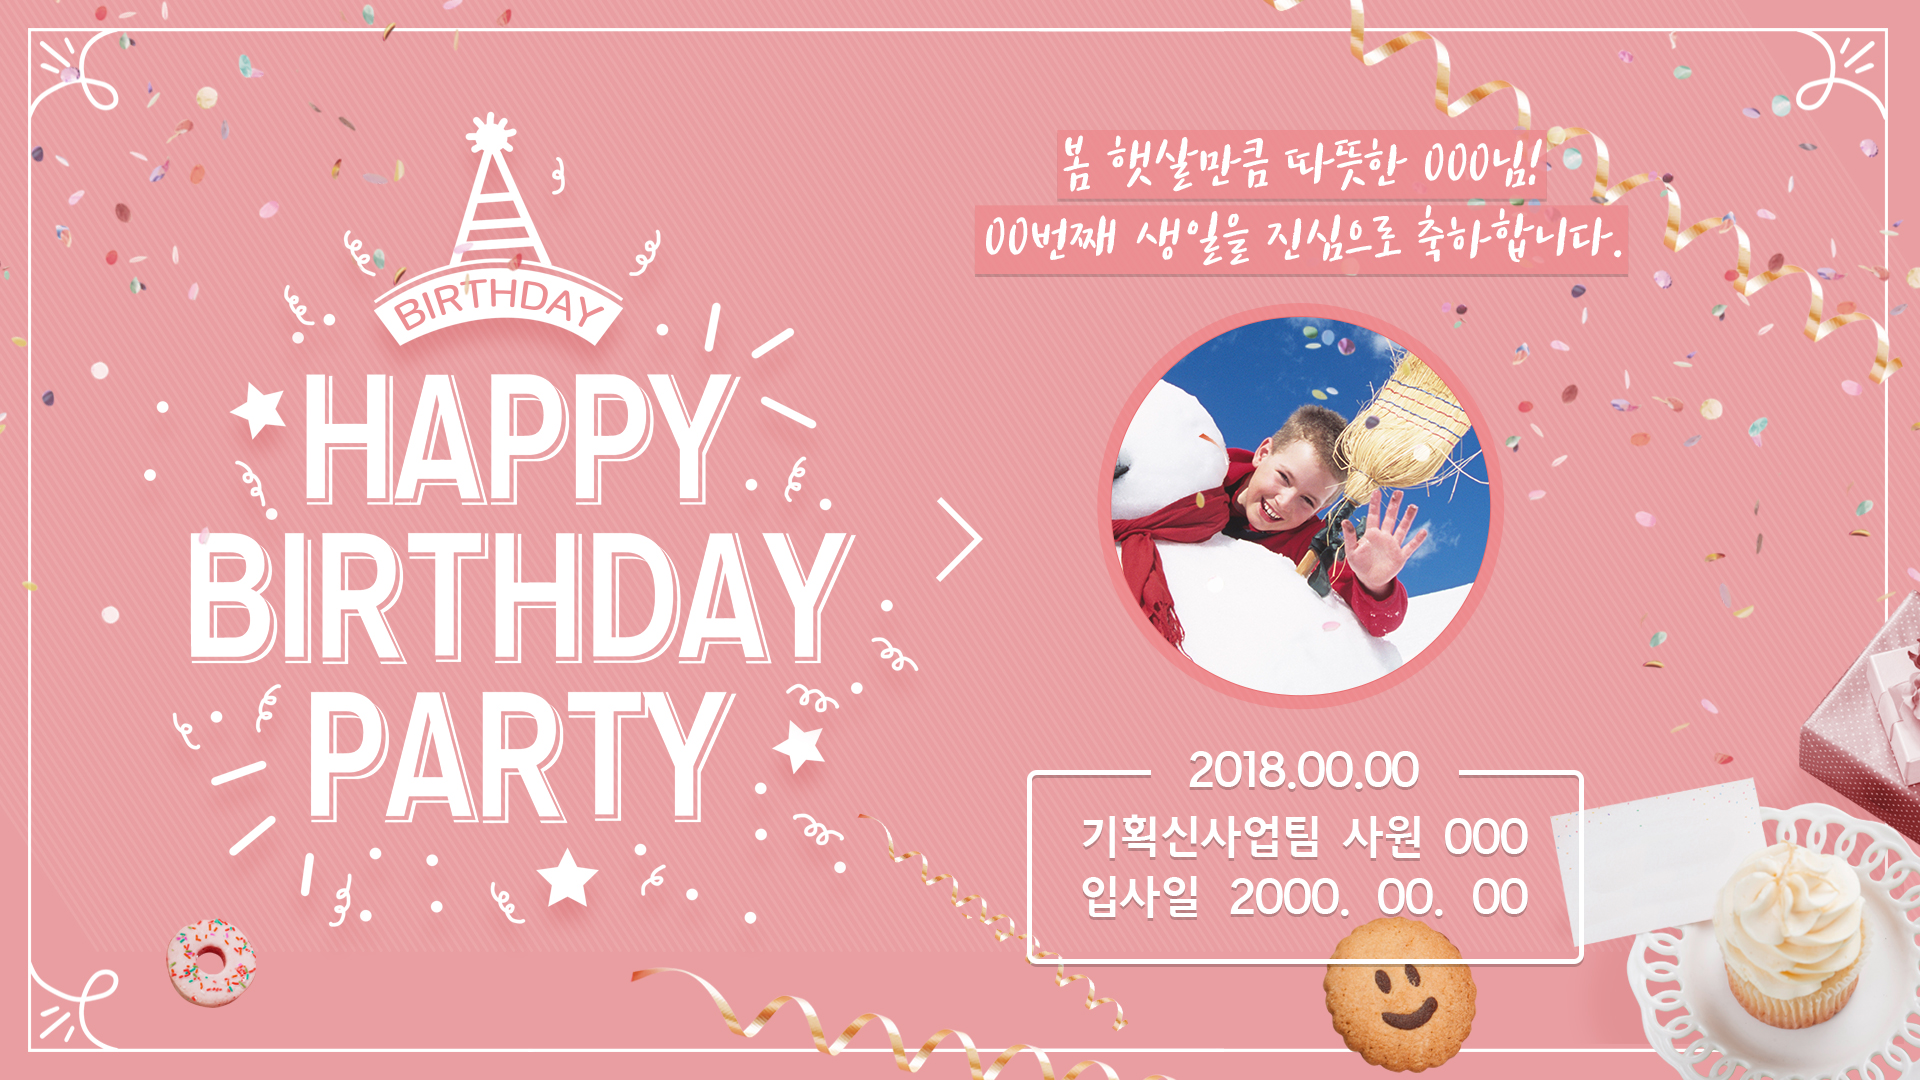 BIRTHDAY
HAPPY
BIRTHDAY
PARTY
봄 햇살만큼 따뜻한 000님!
00번째 생일을 진심으로 축하합니다.
2018.00.00
기획신사업팀 사원 000
입사일 2000. 00. 00